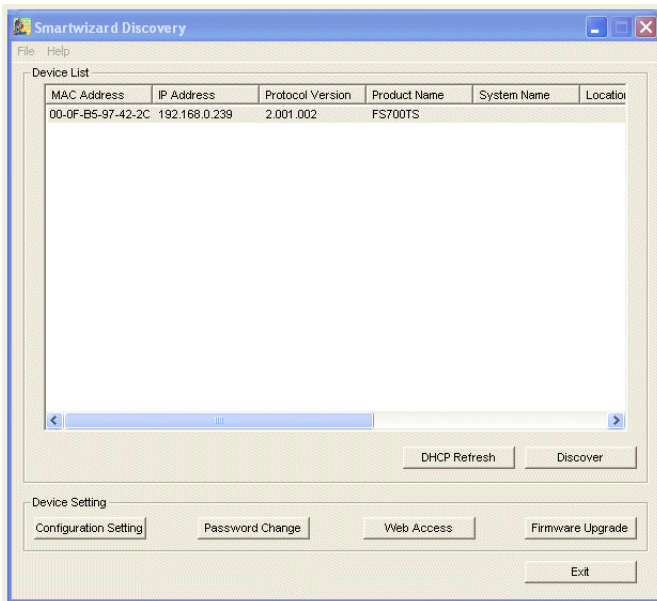 Smartwizard Discovery
File Help
Device List
MAC Address IP Address Protocol Version Product Name System Name Location
00-0F-B5-97-42-2C 192.168.0.239 2.001.002 FS700TS
DHCP Refresh Discover
Device Setting
Configuration Setting Password Change Web Access Firmware Upgrade
Exit